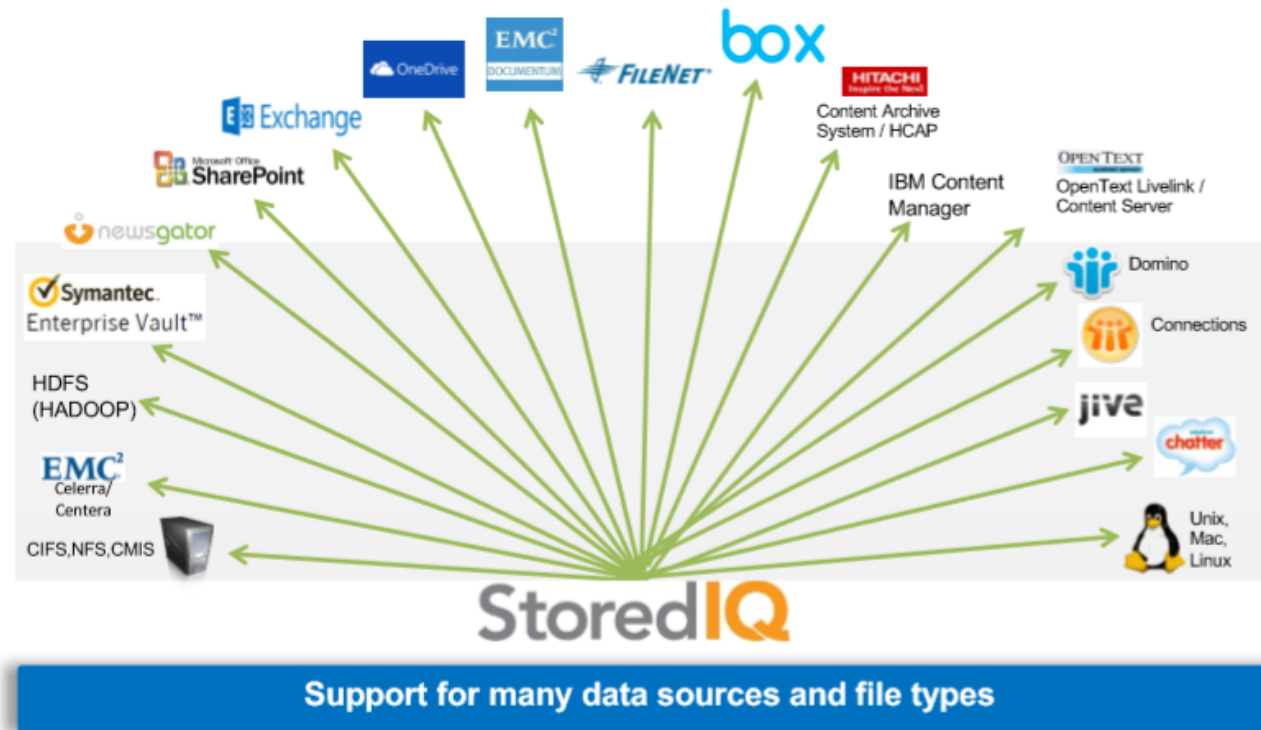 box
EMC²
DOCUMENTUM
OneDrive
FILENET
HITACHI
Inspire the Next
Content Archive
System / HCAP
E Exchange
Microsoft Office
SharePoint
OPEN TEXT
OpenText Livelink /
Content Server
IBM Content
Manager
newsgator
Domino
Symantec.
Enterprise Vault™
Connections
HDFS
(HADOOP)
jive
chatter
EMC²
Celerra/
Centera
Unix,
Mac,
Linux
CIFS,NFS,CMIS
StoredIQ
Support for many data sources and file types